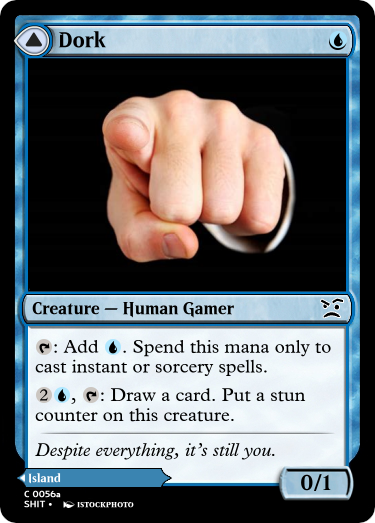 Dork
Creature — Human Gamer
: Add . Spend this mana only to
cast instant or sorcery spells.
2 , : Draw a card. Put a stun
counter on this creature.
Despite everything, it's still you.
Island
0/1
C 0056a
SHIT • ISTOCKPHOTO